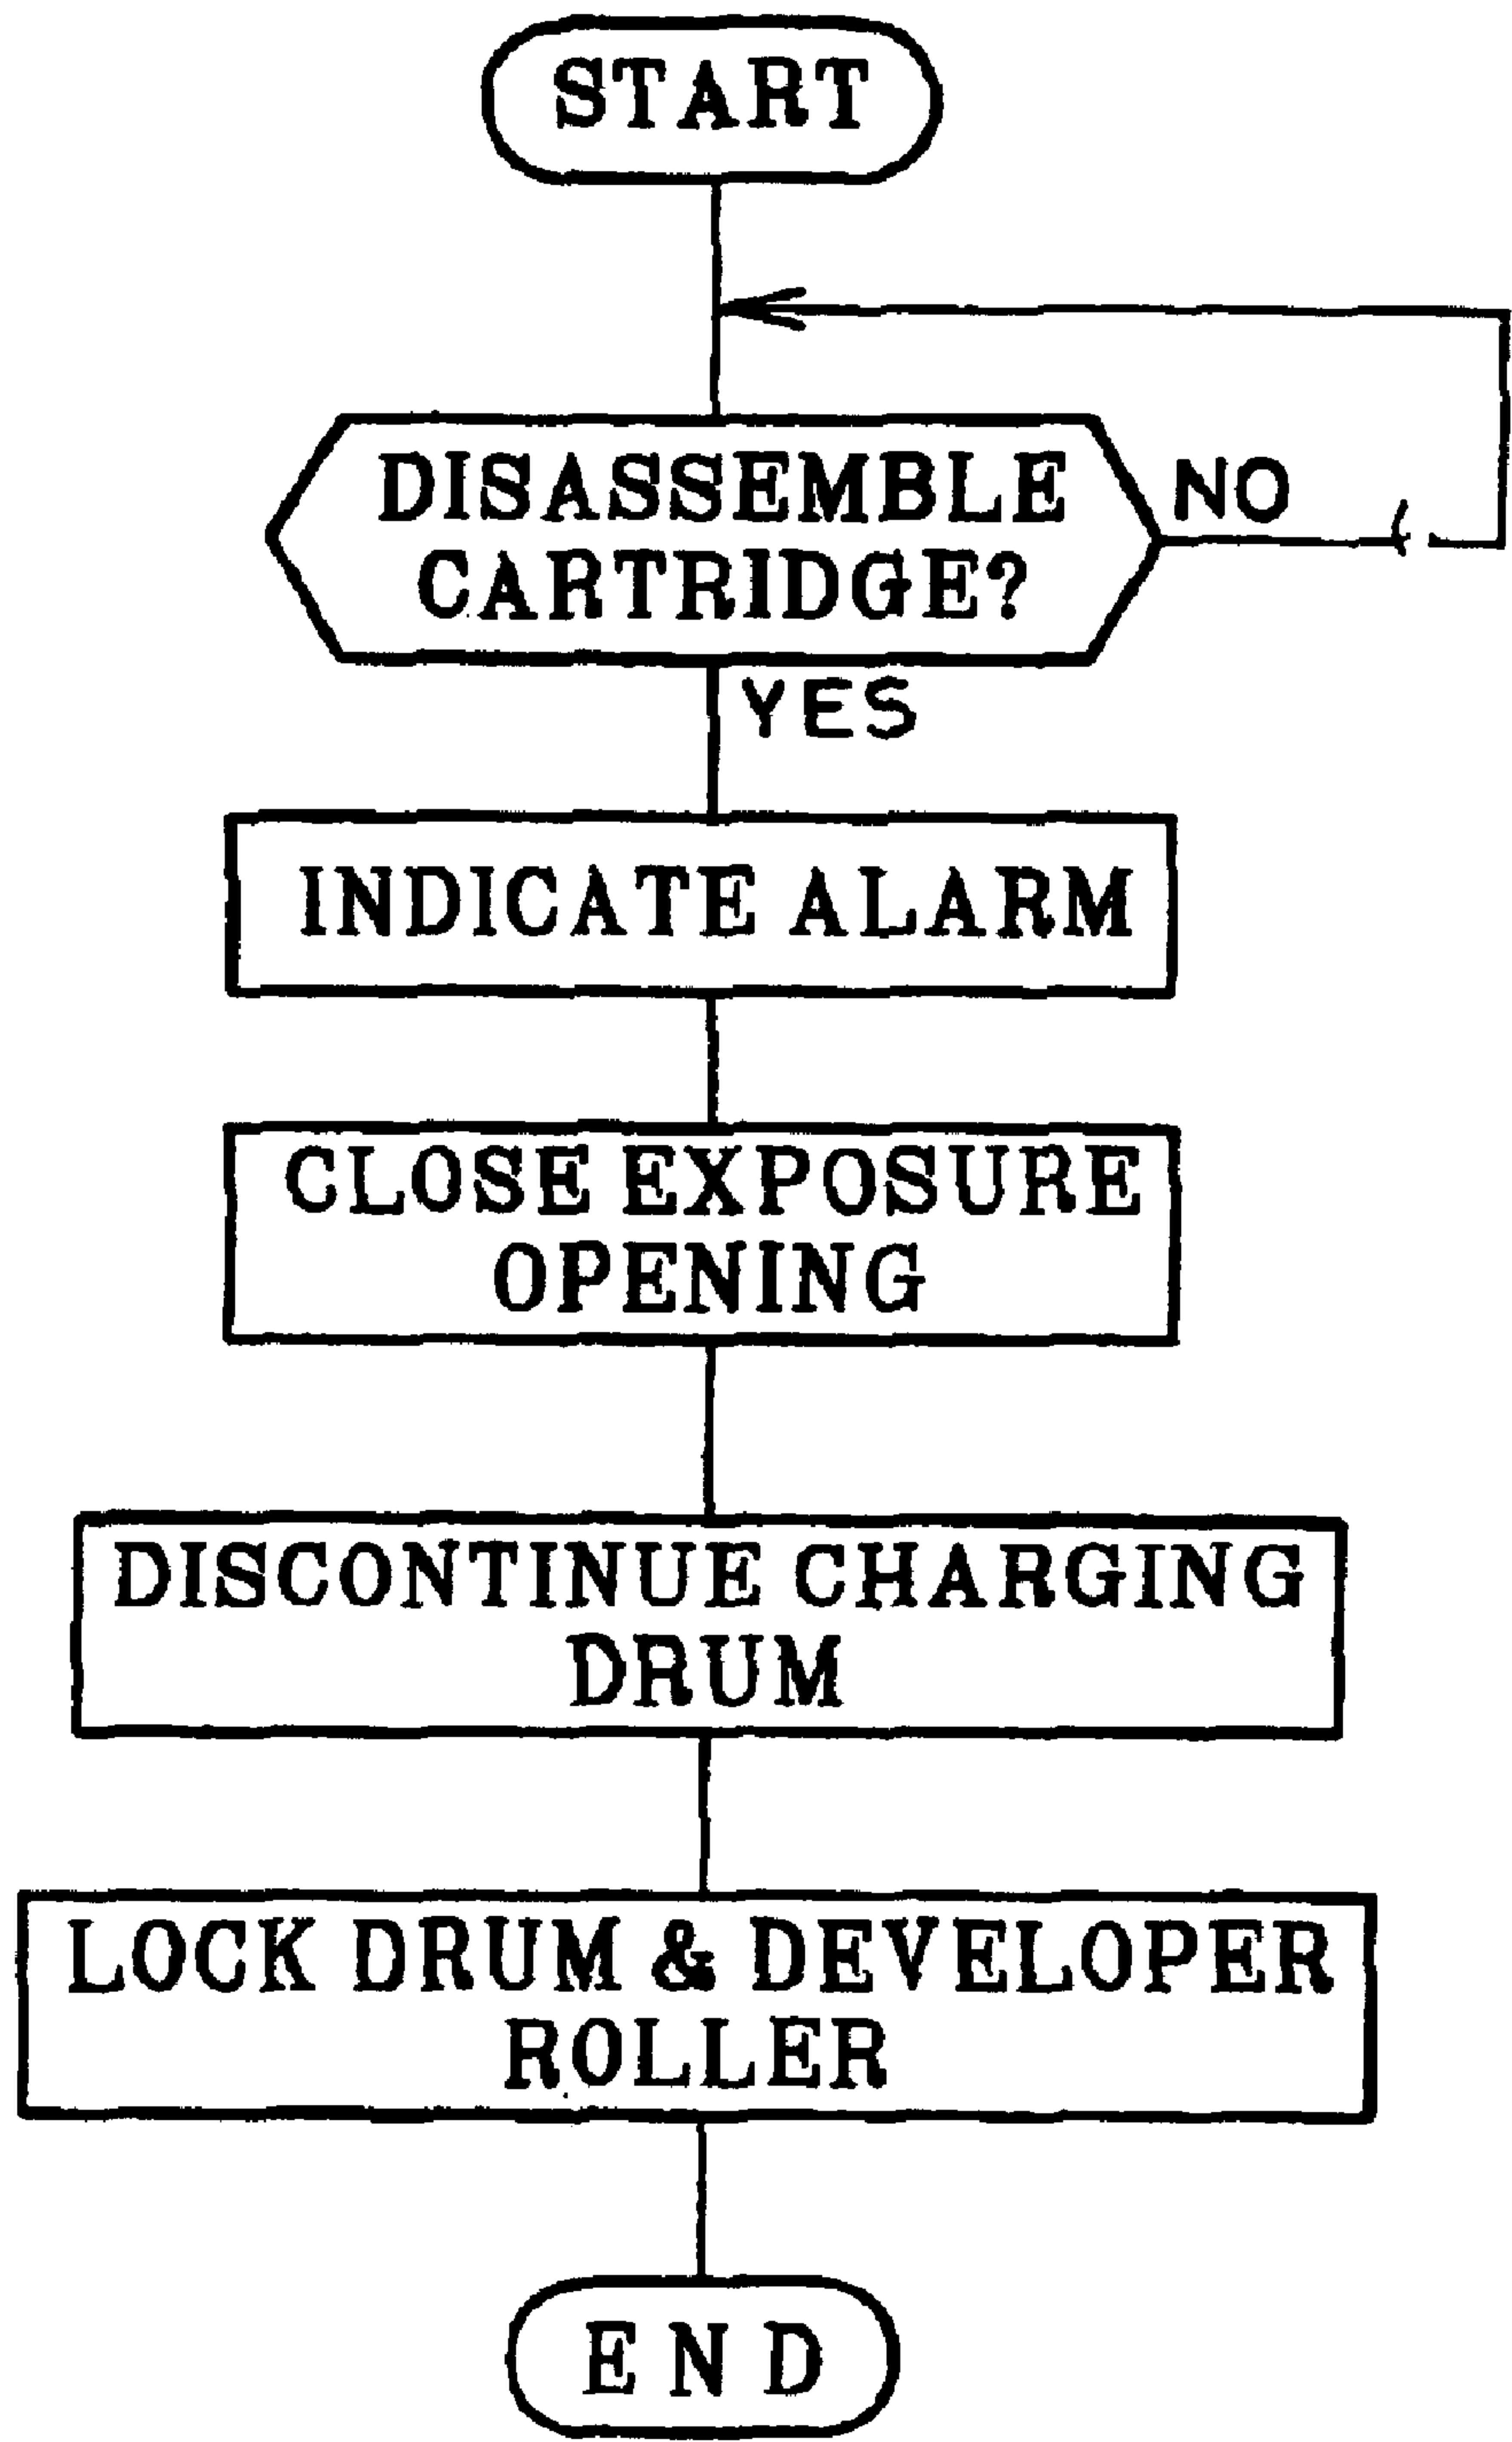 START
DISASSEMBLE
CARTRIDGE?
NO
YES
INDICATE ALARM
CLOSE EXPOSURE
OPENING
DISCONTINUE CHARGING
DRUM
LOCK DRUM & DEVELOPER
ROLLER
END